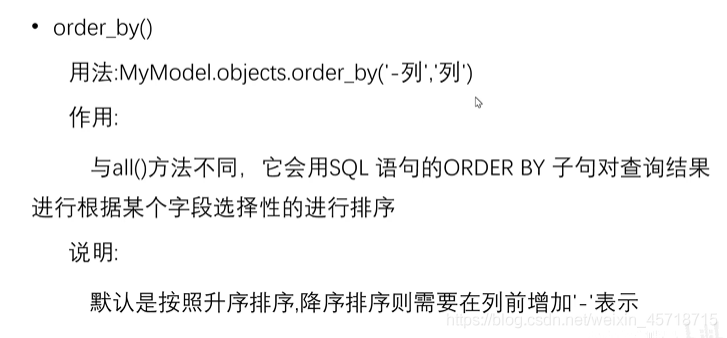 • order_by()
用法:MyModel.objects.order_by('-列','列')
作用:
与all()方法不同，它会用SQL 语句的ORDER BY 子句对查询结果
进行根据某个字段选择性的进行排序
说明:
默认是按照升序排序,降序排序则需要在列前增加'-'表示
https://blog.csdn.net/weixin_45718715